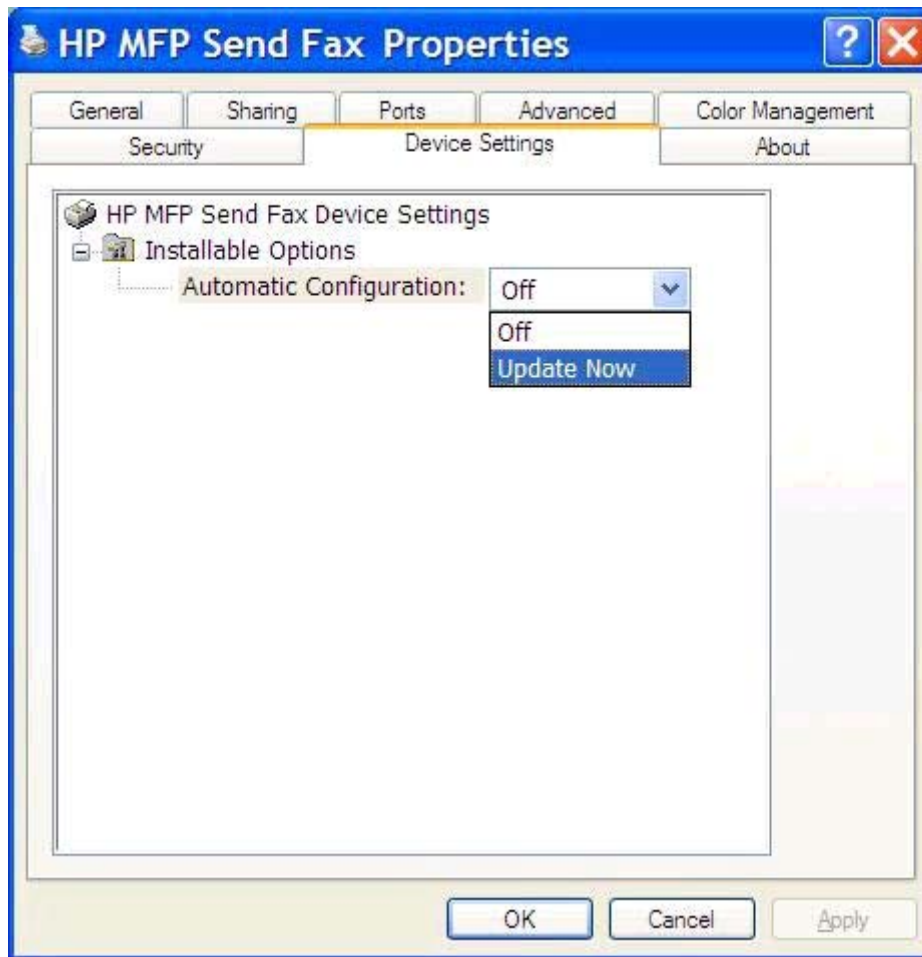 HP MFP Send Fax Properties
General Sharing Ports Advanced Color Management
Security Device Settings About
HP MFP Send Fax Device Settings
Installable Options
Automatic Configuration: Off
Off
Update Now
OK Cancel Apply